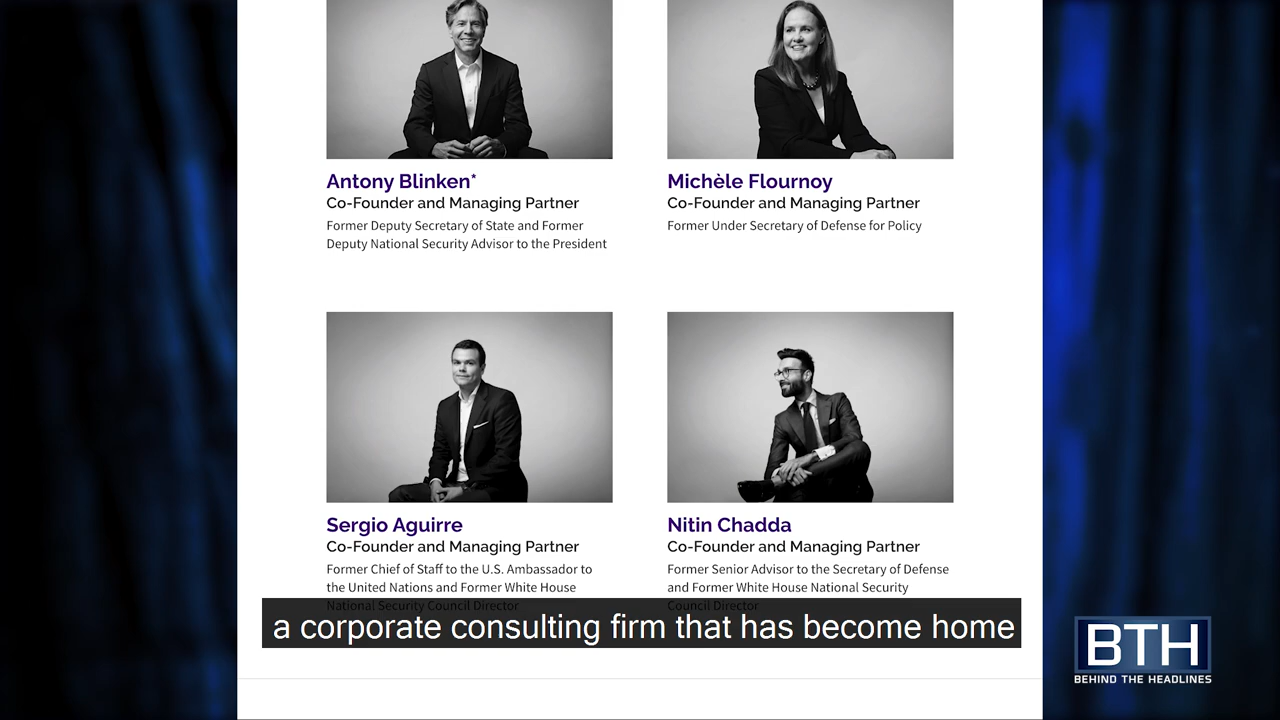 Antony Blinken*
Co-Founder and Managing Partner
Former Deputy Secretary of State and Former
Deputy National Security Advisor to the President
Michèle Flournoy
Co-Founder and Managing Partner
Former Under Secretary of Defense for Policy
Sergio Aguirre
Co-Founder and Managing Partner
Former Chief of Staff to the U.S. Ambassador to
the United Nations and Former White House
National Security Council Director
Nitin Chadda
Co-Founder and Managing Partner
Former Senior Advisor to the Secretary of Defense
and Former White House National Security
Council Director
a corporate consulting firm that has become home
BTH
BEHIND THE HEADLINES